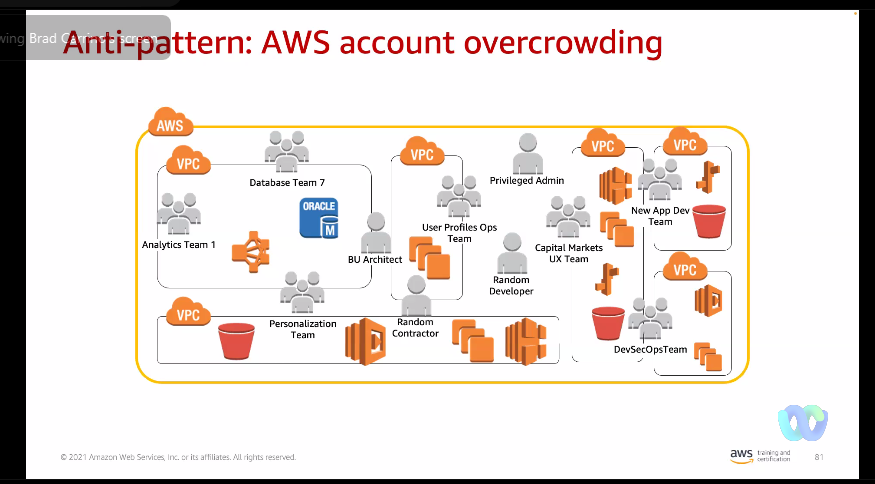 Anti-pattern: AWS account overcrowding
AWS
VPC
Database Team 7
ORACLE
M
Analytics Team 1
BU Architect
VPC
User Profiles Ops
Team
Privileged Admin
Random
Developer
VPC
Capital Markets
UX Team
VPC
New App Dev
Team
VPC
DevSecOpsTeam
VPC
Personalization
Team
Random
Contractor
© 2021 Amazon Web Services, Inc. or its affiliates. All rights reserved.
aws
training and
certification
81